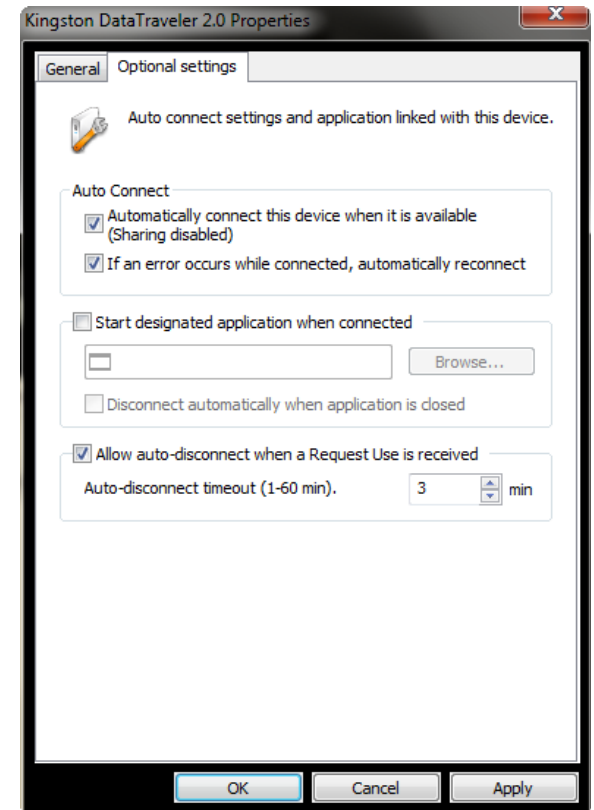 Kingston DataTraveler 2.0 Properties
General
Optional settings
Auto connect settings and application linked with this device.
Auto Connect
Automatically connect this device when it is available
(Sharing disabled)
If an error occurs while connected, automatically reconnect
Start designated application when connected
Browse...
Disconnect automatically when application is closed
Allow auto-disconnect when a Request Use is received
Auto-disconnect timeout (1-60 min). 3 min
OK Cancel Apply